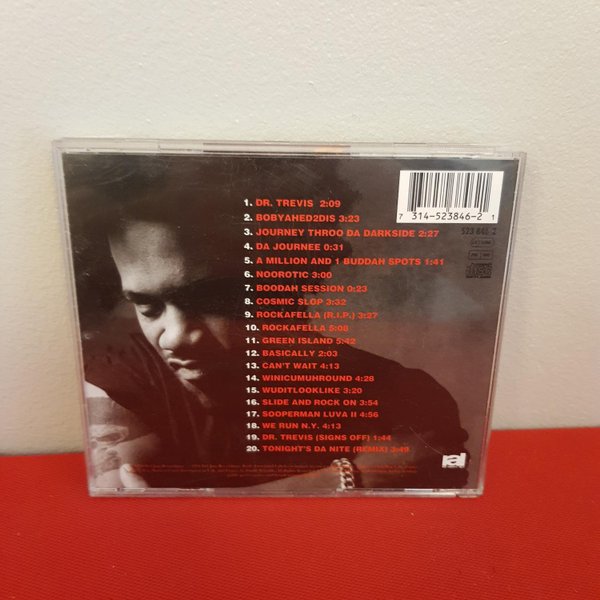 1. DR. TREVIS 2:09
2. BOBYAHED2DIS 3:23
3. JOURNEY THROO DA DARKSIDE 2:27
4. DA JOURNEE 0:31
5. A MILLION AND 1 BUDDAH SPOTS 1:41
6. NOOROTIC 3:00
7. BOODAH SESSION 0:23
8. COSMIC SLOP 3:32
9. ROCKAFELLA (R.I.P.) 3:27
10. ROCKAFELLA 5:08
11. GREEN ISLAND 5:42
12. BASICALLY 2:03
13. CAN'T WAIT 4:13
14. WINICUMUHROUND 4:28
15. WUDITLOOKLIKE 3:20
16. SLIDE AND ROCK ON 3:54
17. SOOPERMAN LUVA II 4:56
18. WE RUN N.Y. 4:13
19. DR. TREVIS (SIGNS OFF) 1:44
20. TONIGHT'S DA NITE (REMIX) 3:49
7 314-523846-2 1
523 846 2